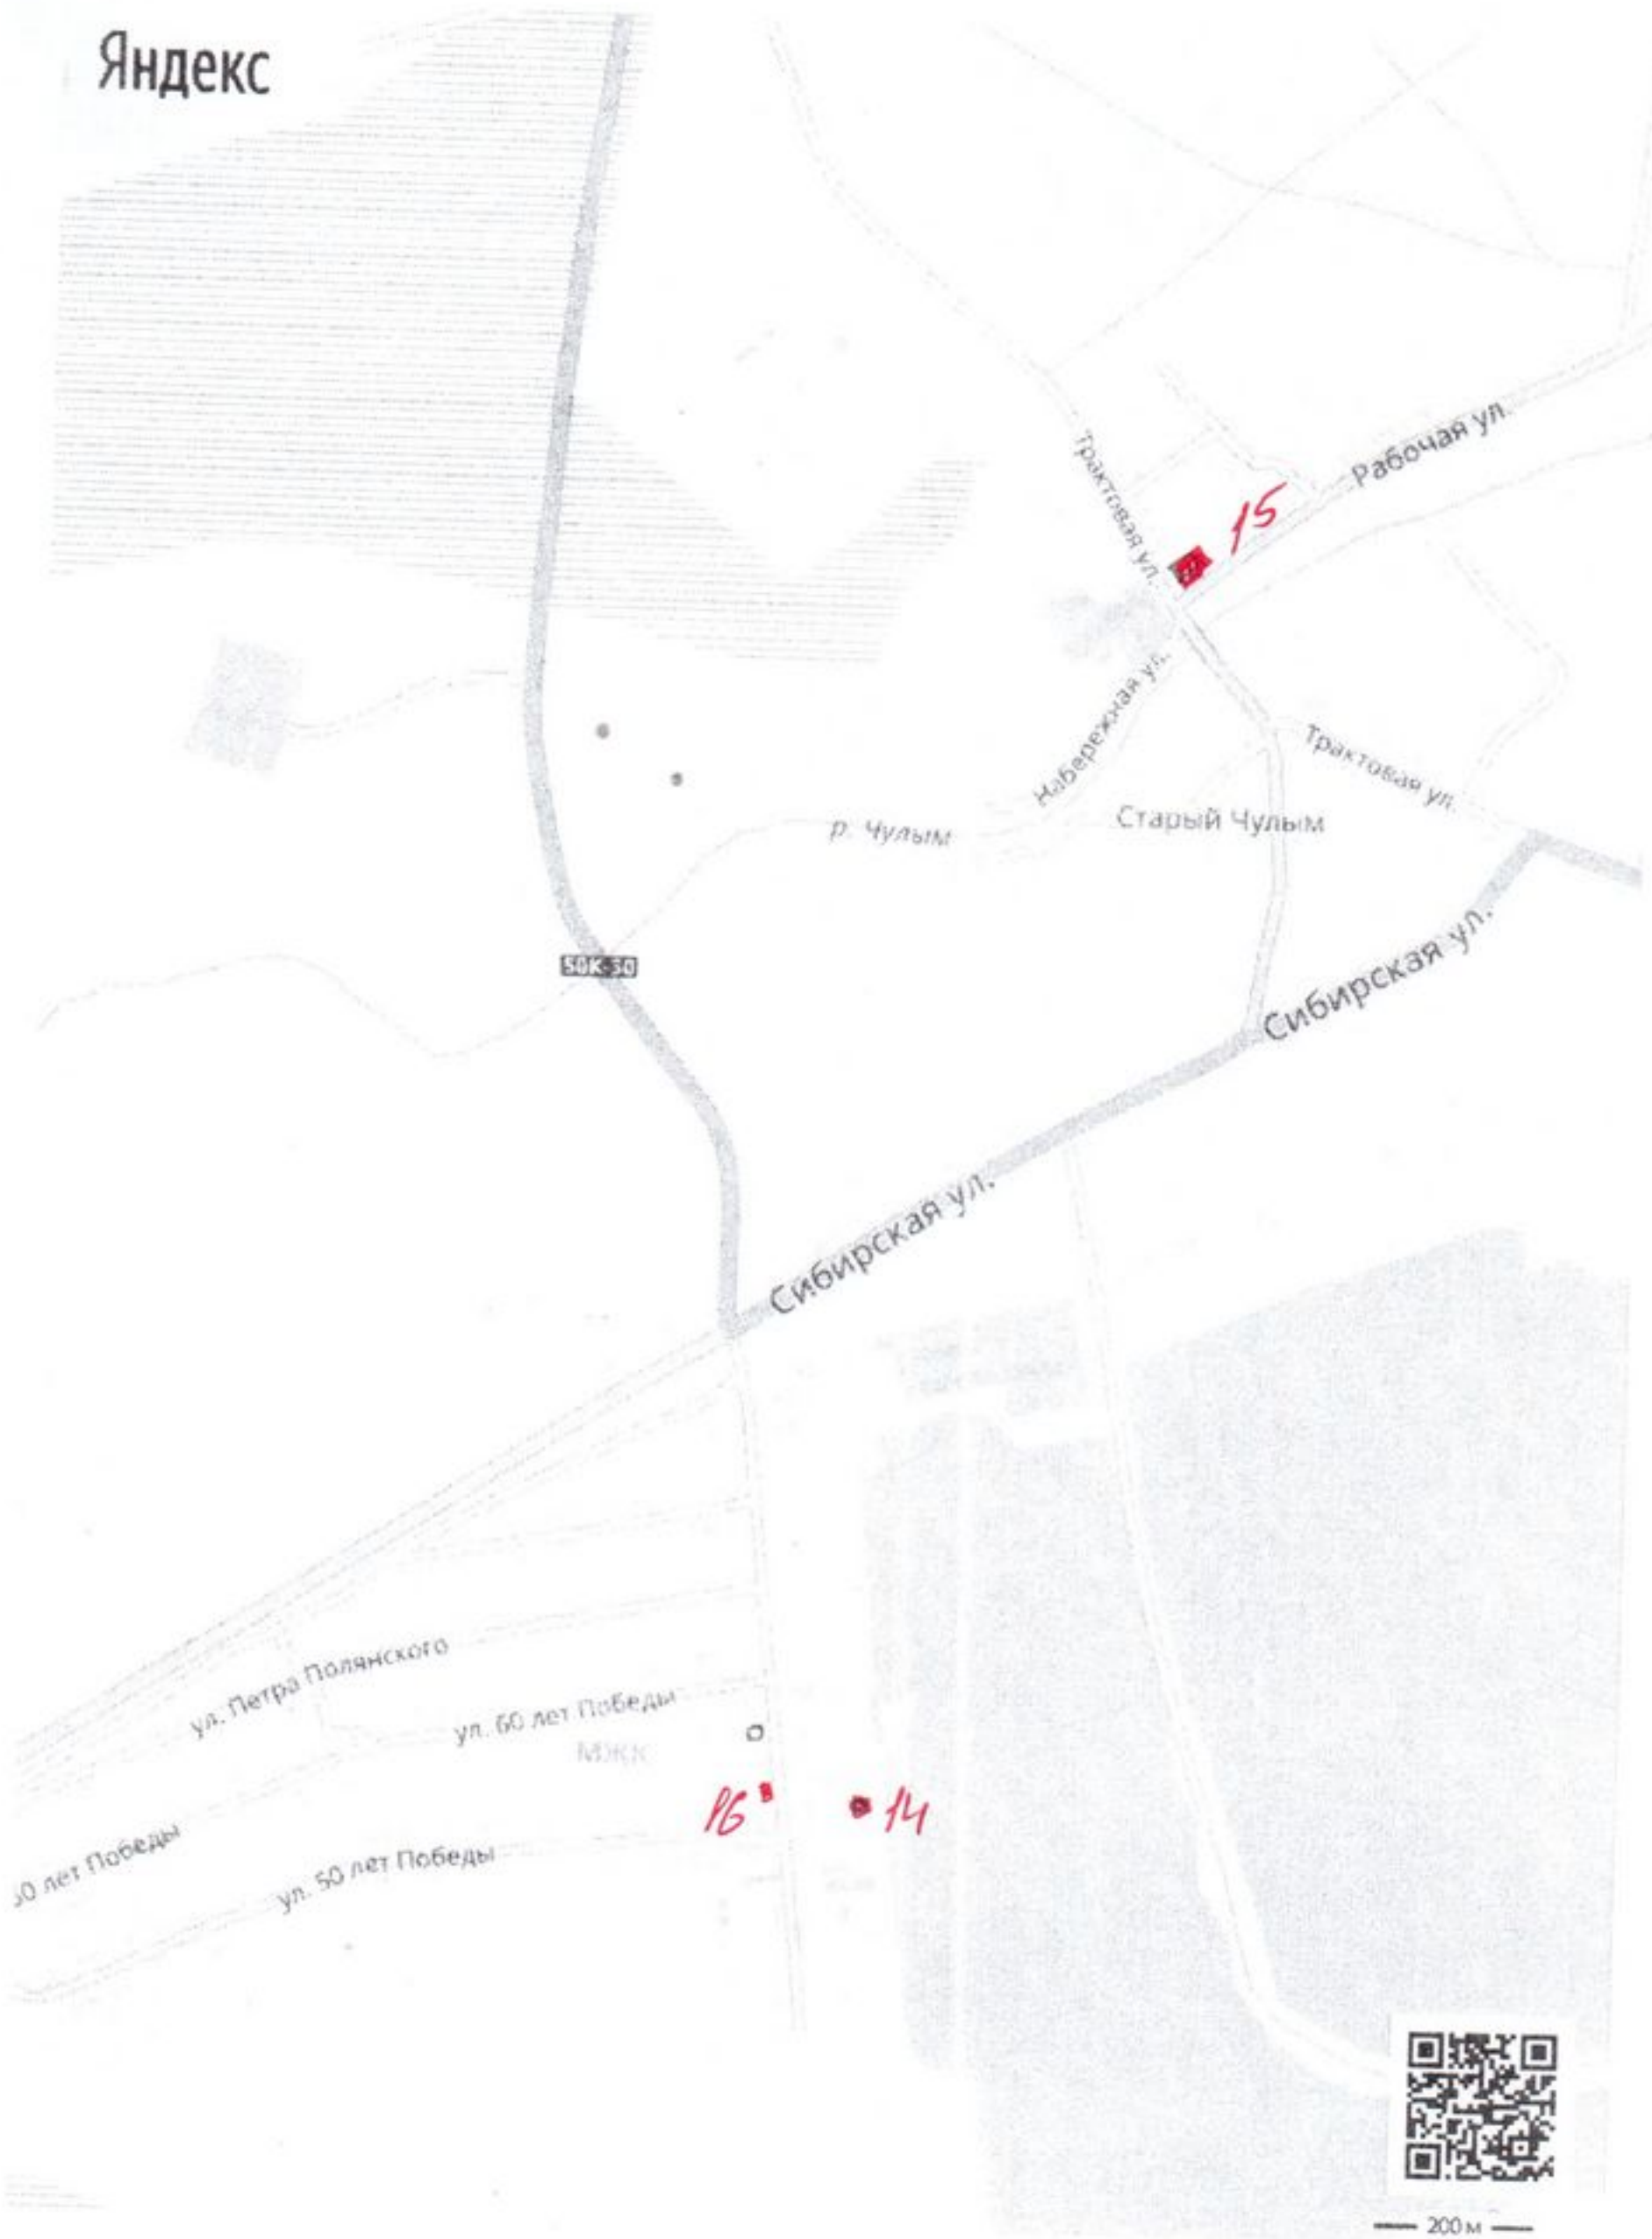 Яндекс
Рабочая ул.
Трактовая ул.
15
Набережная ул.
Трактовая ул.
р. Чулым
Старый Чулым
Сибирская ул.
50К-30
Сибирская ул.
ул. Петра Полянского
ул. 60 лет Победы
МЖК
16
14
лет Победы
ул. 50 лет Победы
200 м